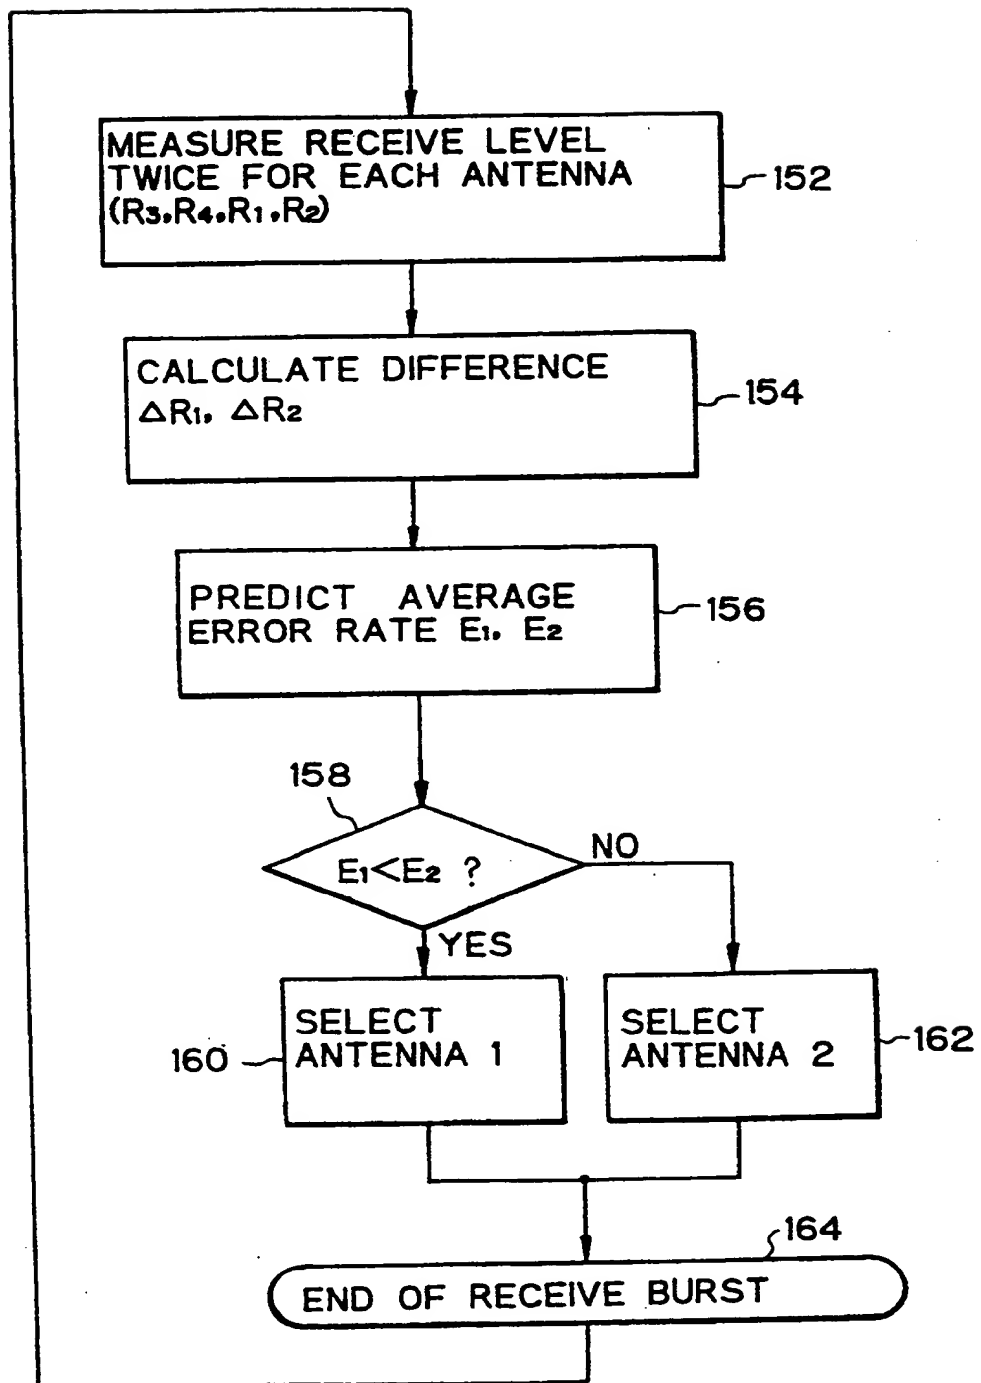 MEASURE RECEIVE LEVEL
TWICE FOR EACH ANTENNA
(R3,R4,R1,R2)
152
CALCULATE DIFFERENCE
△R1, △R2
154
PREDICT AVERAGE
ERROR RATE E1, E2
156
158
E1<E2 ?
NO
YES
SELECT
ANTENNA 1
160
SELECT
ANTENNA 2
162
164
END OF RECEIVE BURST